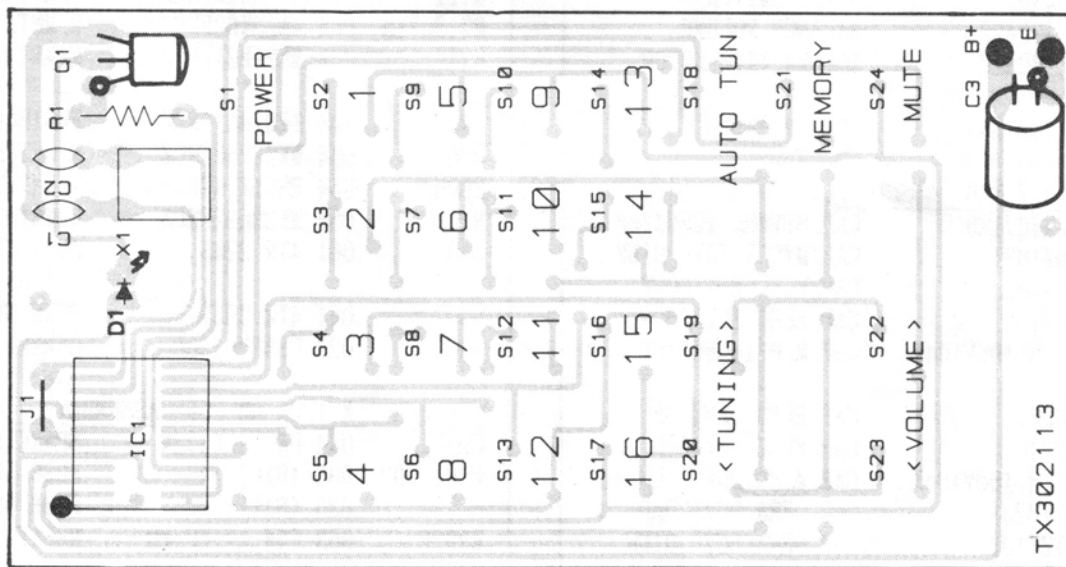 Q1
R1
C2
C1
X1
D1
J1
IC1
S1
POWER
S2
1
S3
2
S4
3
S5
4
S9
5
S7
6
S8
7
S6
8
S10
9
S11
10
S12
11
S13
12
S14
13
S15
14
S16
15
S17
16
S18
AUTO TUN
S19
<TUNING>
S20
S21
MEMORY
S24
MUTE
S22
<VOLUME>
S23
B+
E
C3
TX302113